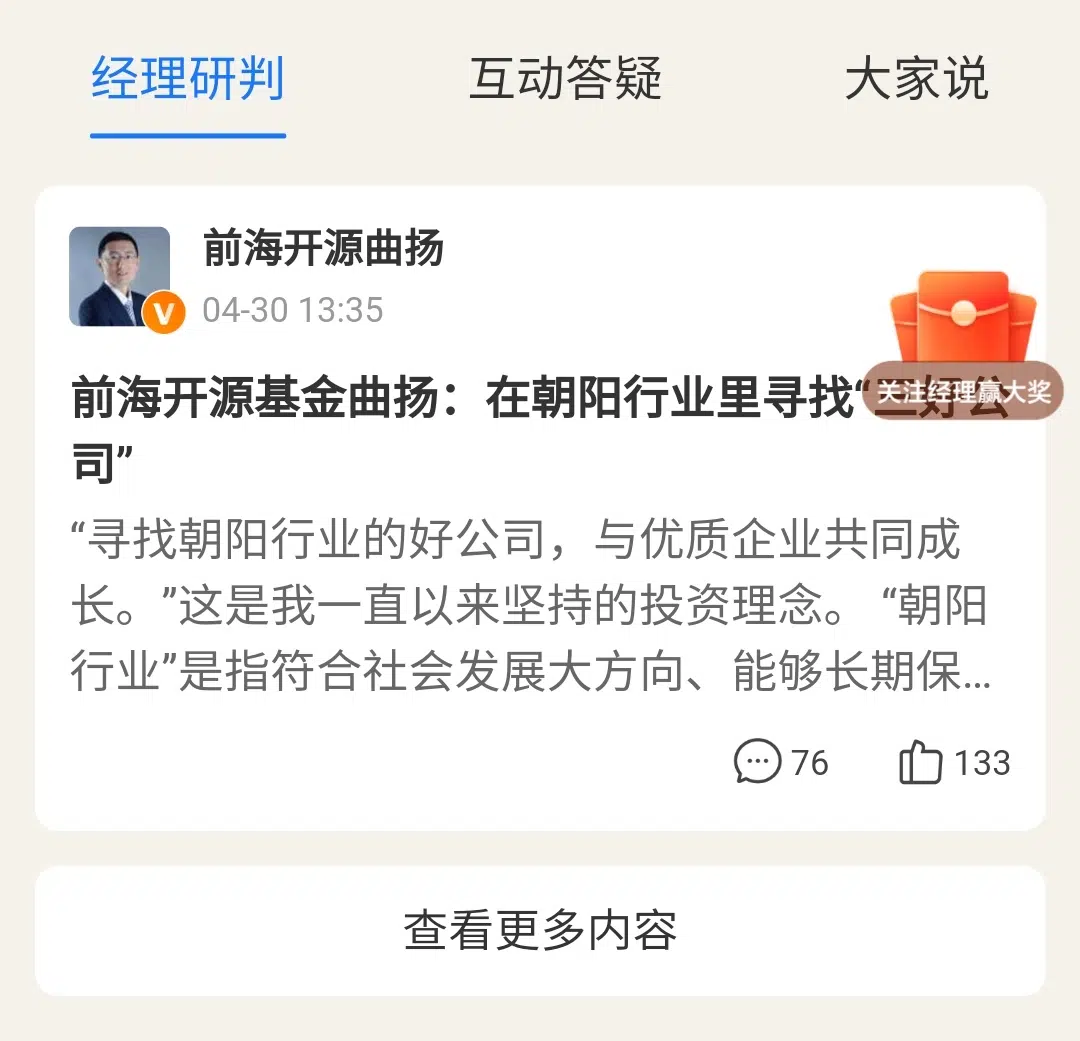 经理研判 互动答疑 大家说
前海开源曲扬
V
04-30 13:35
前海开源基金曲扬：在朝阳行业里寻找“三好公
关注经理赢大奖
司”
“寻找朝阳行业的好公司，与优质企业共同成
长。”这是我一直以来坚持的投资理念。“朝阳
行业”是指符合社会发展大方向、能够长期保...
76 133
查看更多内容